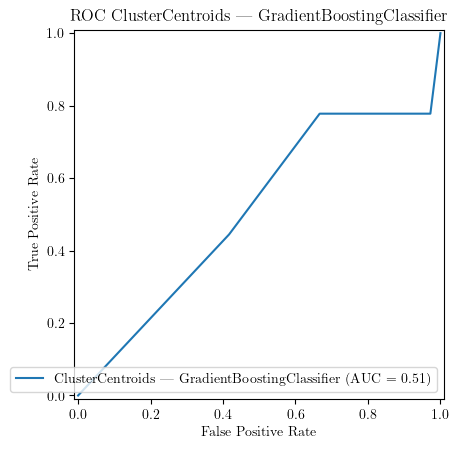 ROC ClusterCentroids — GradientBoostingClassifier
1.0
0.8
0.6
0.4
0.2
0.0
True Positive Rate
ClusterCentroids — GradientBoostingClassifier (AUC = 0.51)
0.0 0.2 0.4 0.6 0.8 1.0
False Positive Rate